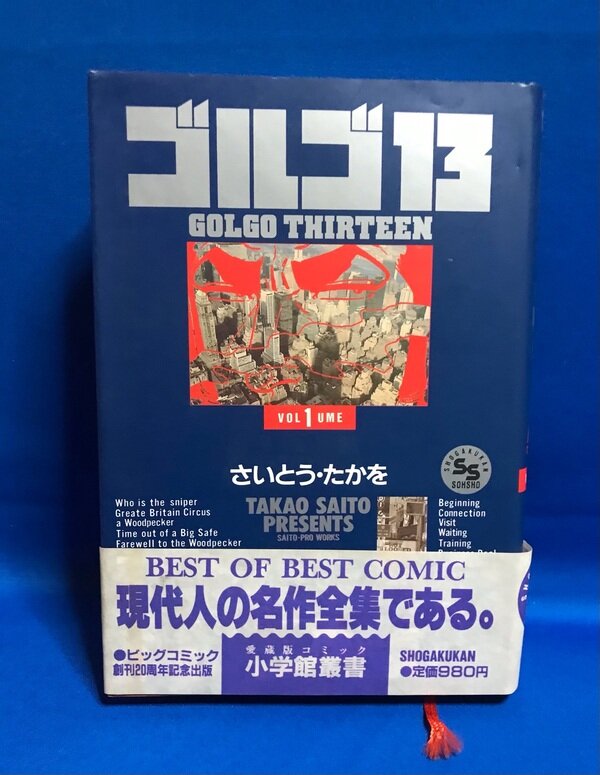 ゴルゴ13
GOLGO THIRTEEN
VOL 1 UME
さいとう・たかを
SHOGAKUKAN
SS
SOHSHO
Who is the sniper
Greate Britain Circus
a Woodpecker
Time out of a Big Safe
Farewell to the Woodpecker
TAKAO SAITO
PRESENTS
SAITO-PRO WORKS
Beginning
Connection
Visit
Waiting
Training
BEST OF BEST COMIC
現代人の名作全集である。
●ビッグコミック
創刊20周年記念出版
愛蔵版コミック
小学館叢書
SHOGAKUKAN
●定価980円